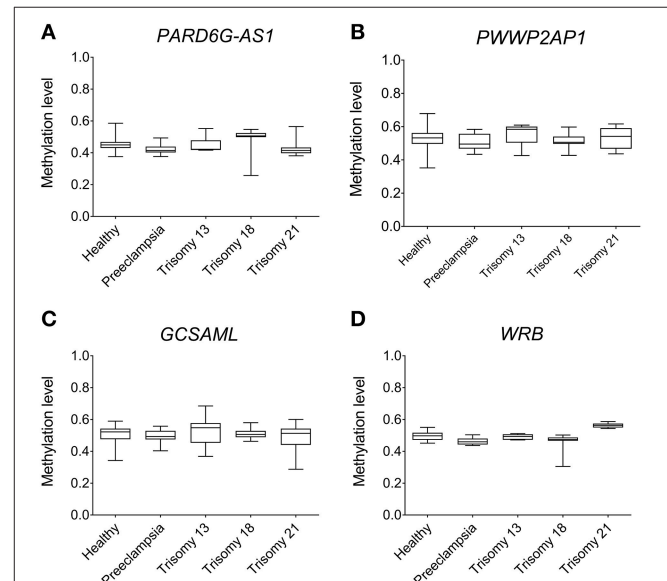 A
PARD6G-AS1
Methylation level
1.0
0.8
0.6
0.4
0.2
0.0
Healthy
Preeclampsia
Trisomy 13
Trisomy 18
Trisomy 21
B
PWWP2AP1
Methylation level
1.0
0.8
0.6
0.4
0.2
0.0
Healthy
Preeclampsia
Trisomy 13
Trisomy 18
Trisomy 21
C
GCSAML
Methylation level
1.0
0.8
0.6
0.4
0.2
0.0
Healthy
Preeclampsia
Trisomy 13
Trisomy 18
Trisomy 21
D
WRB
Methylation level
1.0
0.8
0.6
0.4
0.2
0.0
Healthy
Preeclampsia
Trisomy 13
Trisomy 18
Trisomy 21